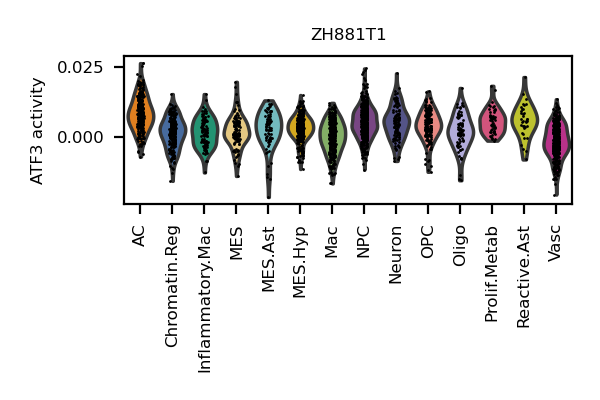 ZH881T1
ATF3 activity
0.025
0.000
AC
Chromatin.Reg
Inflammatory.Mac
MES
MES.Ast
MES.Hyp
Mac
NPC
Neuron
OPC
Oligo
Prolif.Metab
Reactive.Ast
Vasc